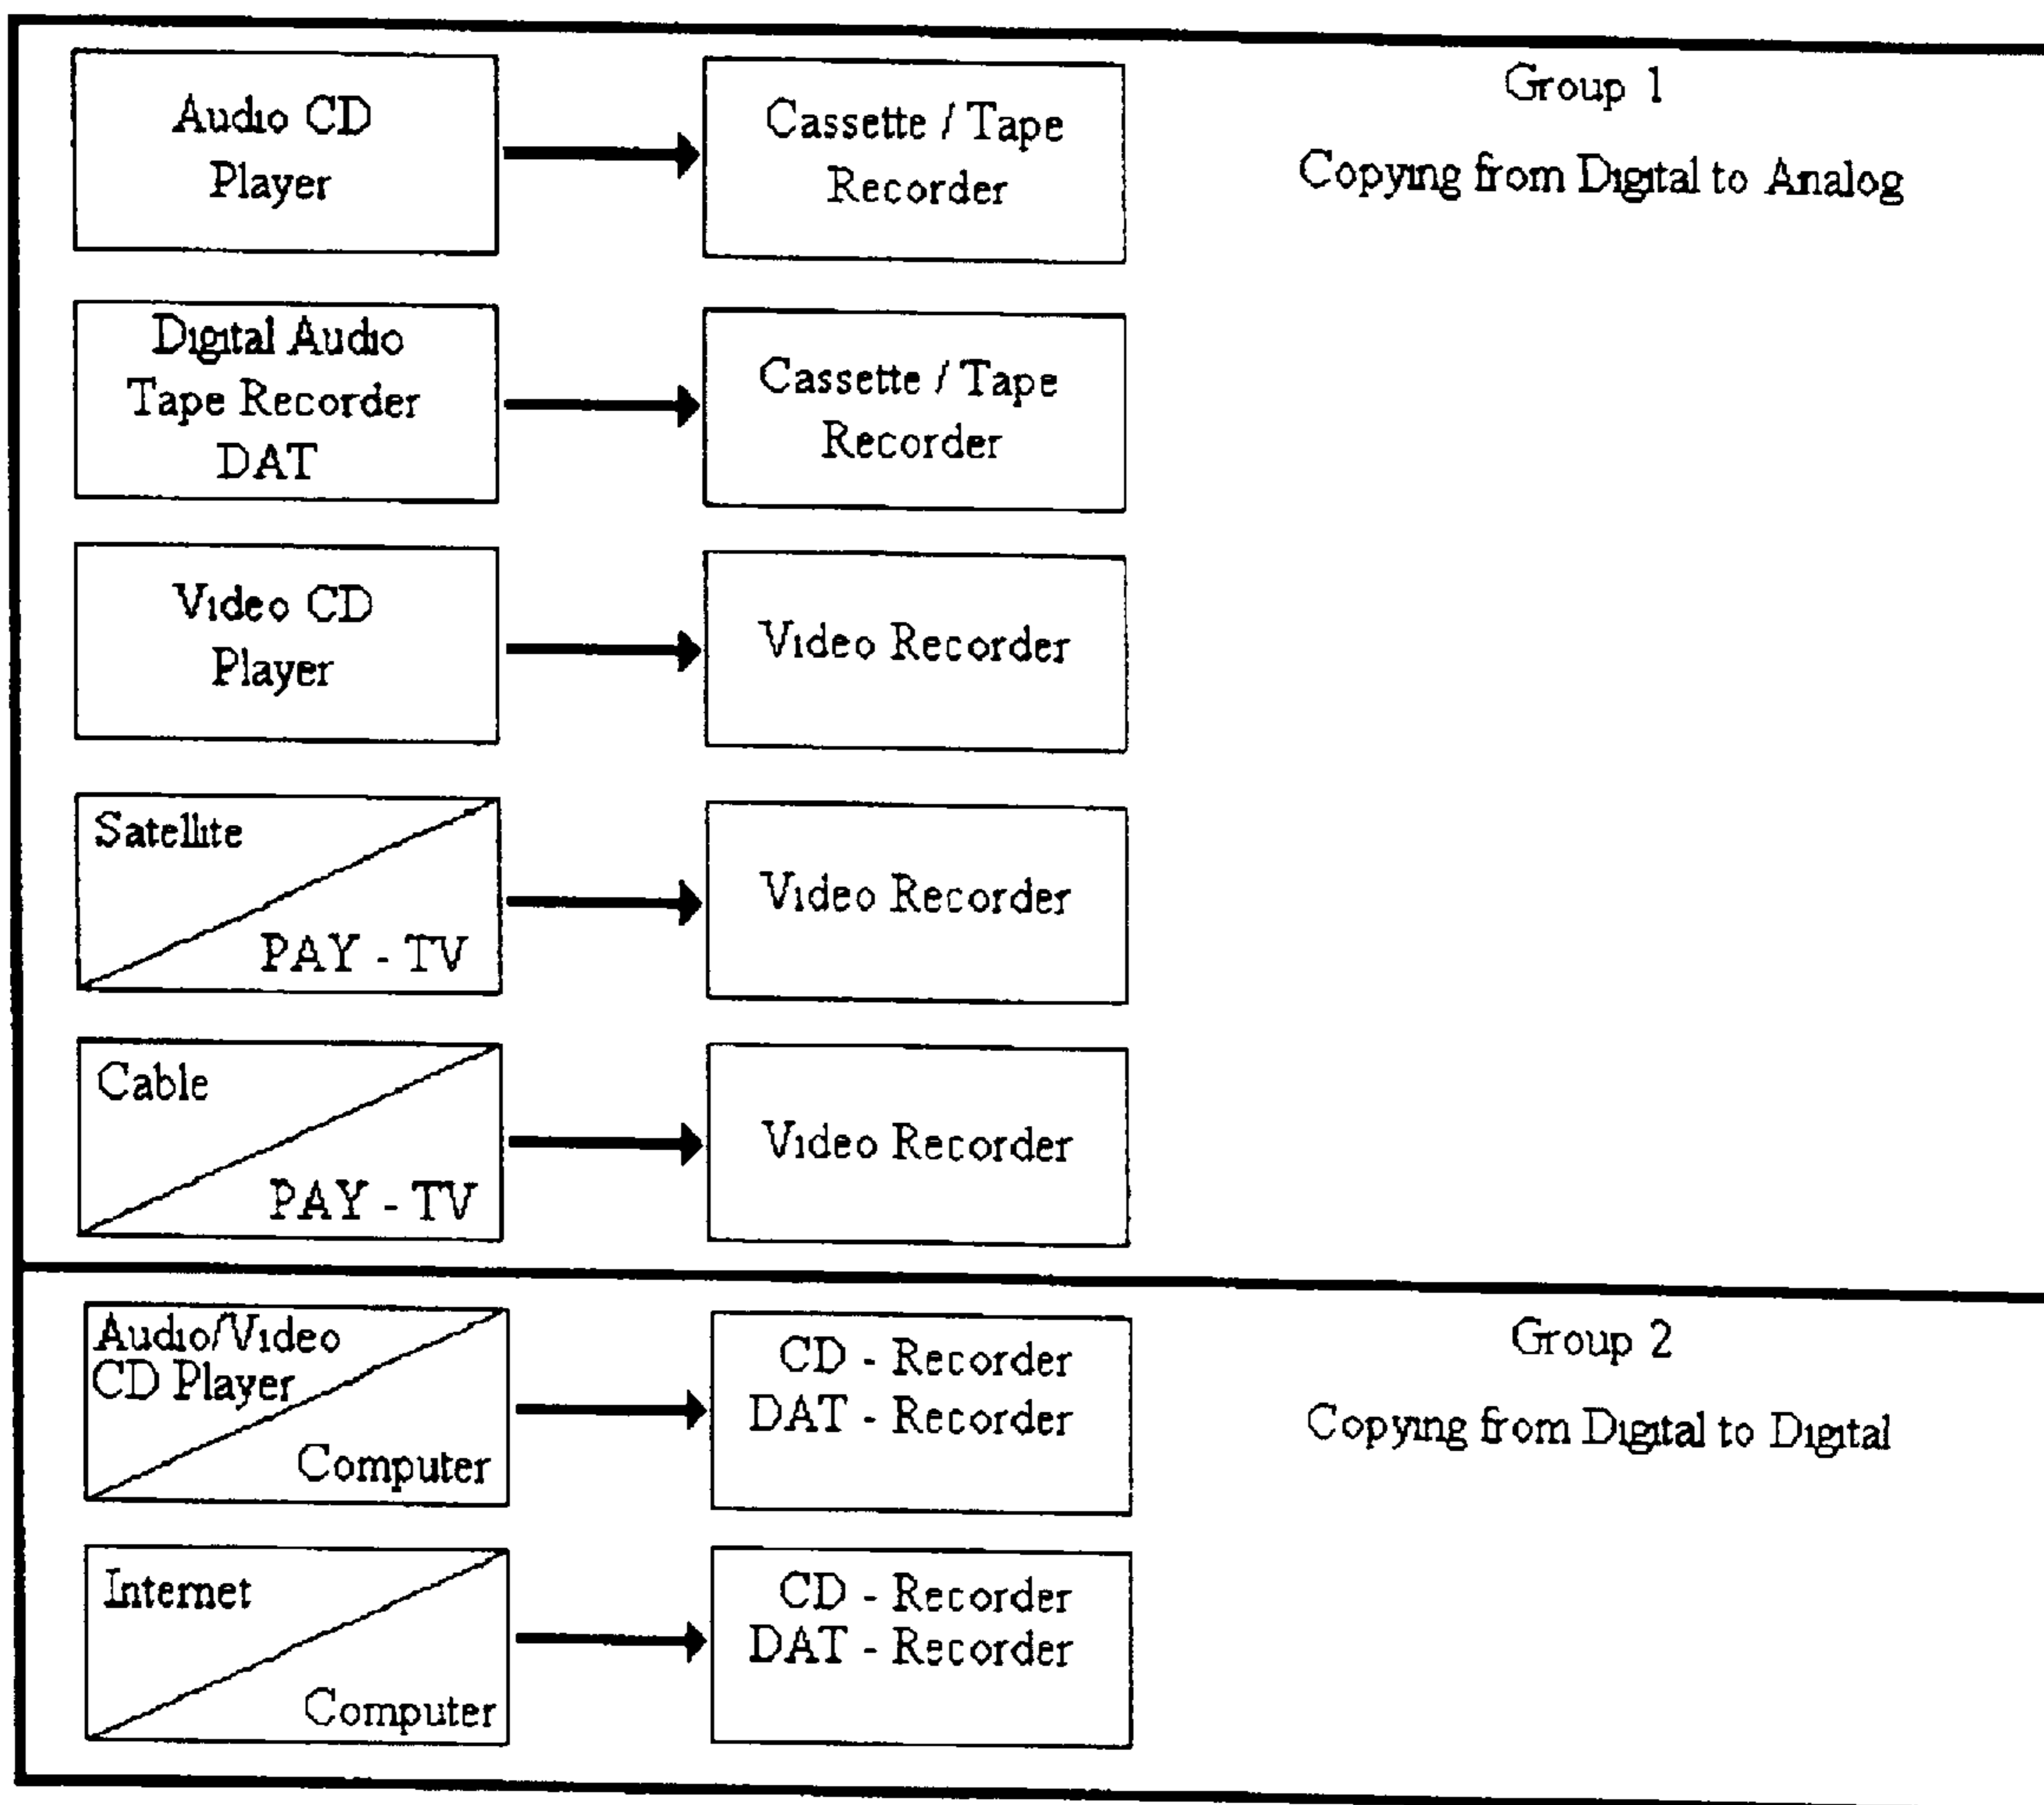 Group 1
Copying from Digital to Analog
Audio CD
Player
Cassette / Tape
Recorder
Digital Audio
Tape Recorder
DAT
Cassette / Tape
Recorder
Video CD
Player
Video Recorder
Satellite
PAY - TV
Video Recorder
Cable
PAY - TV
Video Recorder
Group 2
Copying from Digital to Digital
Audio/Video
CD Player
Computer
CD - Recorder
DAT - Recorder
Internet
Computer
CD - Recorder
DAT - Recorder